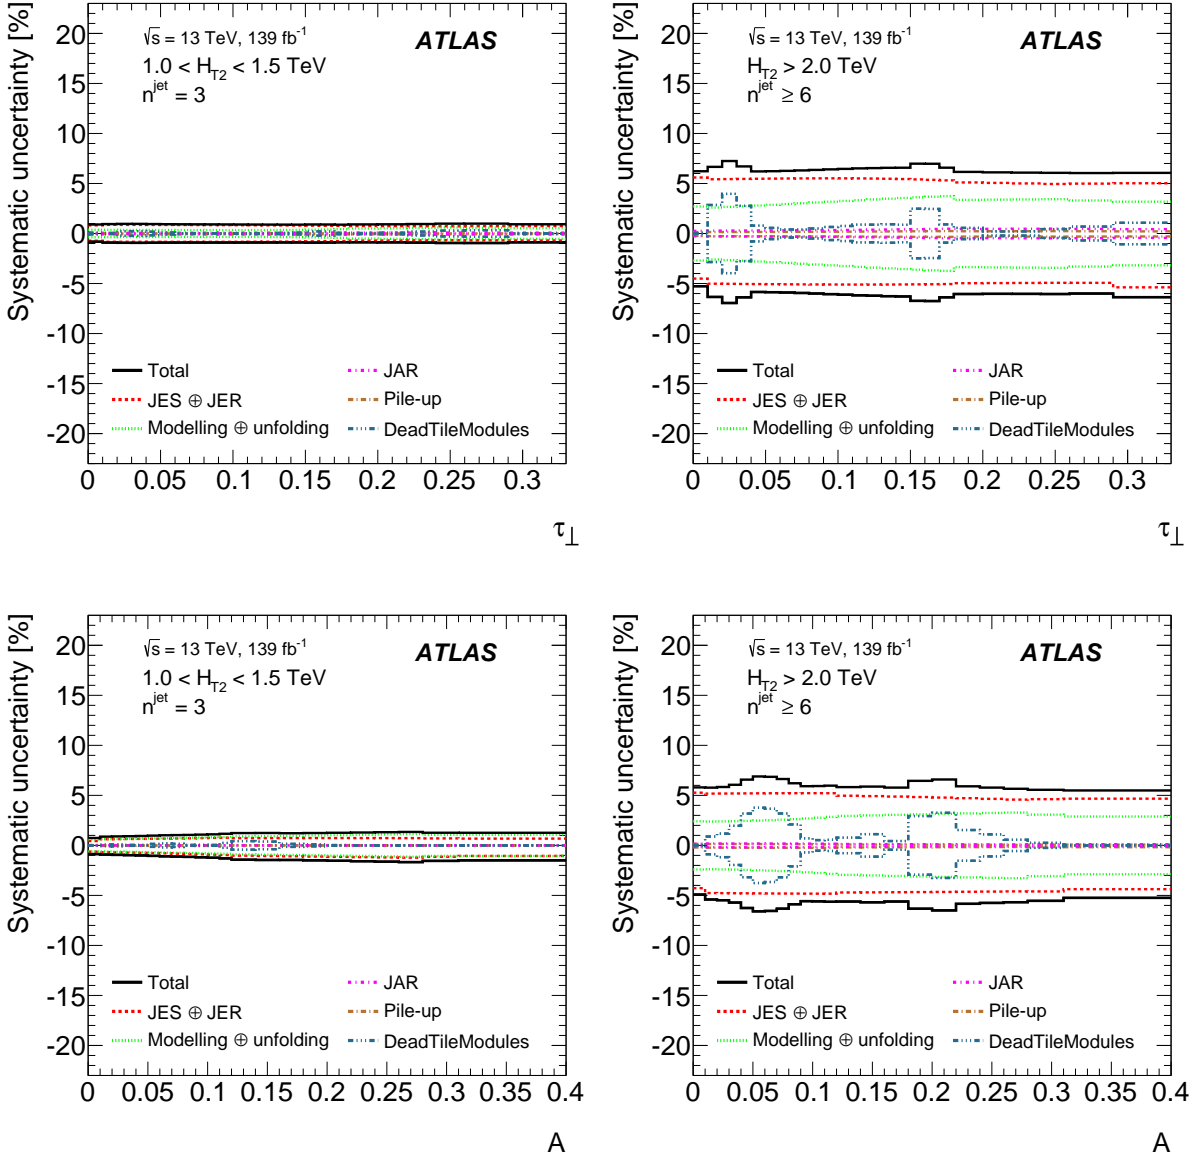 Systematic uncertainty [%]
20
15
10
5
0
-5
-10
-15
-20
√s = 13 TeV, 139 fb-1
ATLAS
1.0 < HT2 < 1.5 TeV
njet = 3
Total
JES ⊕ JER
Modelling ⊕ unfolding
JAR
Pile-up
DeadTileModules
0 0.05 0.1 0.15 0.2 0.25 0.3
τ⊥
Systematic uncertainty [%]
20
15
10
5
0
-5
-10
-15
-20
√s = 13 TeV, 139 fb-1
ATLAS
HT2 > 2.0 TeV
njet ≥ 6
Total
JES ⊕ JER
Modelling ⊕ unfolding
JAR
Pile-up
DeadTileModules
0 0.05 0.1 0.15 0.2 0.25 0.3
τ⊥
Systematic uncertainty [%]
20
15
10
5
0
-5
-10
-15
-20
√s = 13 TeV, 139 fb-1
ATLAS
1.0 < HT2 < 1.5 TeV
njet = 3
Total
JES ⊕ JER
Modelling ⊕ unfolding
JAR
Pile-up
DeadTileModules
0 0.05 0.1 0.15 0.2 0.25 0.3 0.35 0.4
A
Systematic uncertainty [%]
20
15
10
5
0
-5
-10
-15
-20
√s = 13 TeV, 139 fb-1
ATLAS
HT2 > 2.0 TeV
njet ≥ 6
Total
JES ⊕ JER
Modelling ⊕ unfolding
JAR
Pile-up
DeadTileModules
0 0.05 0.1 0.15 0.2 0.25 0.3 0.35 0.4
A